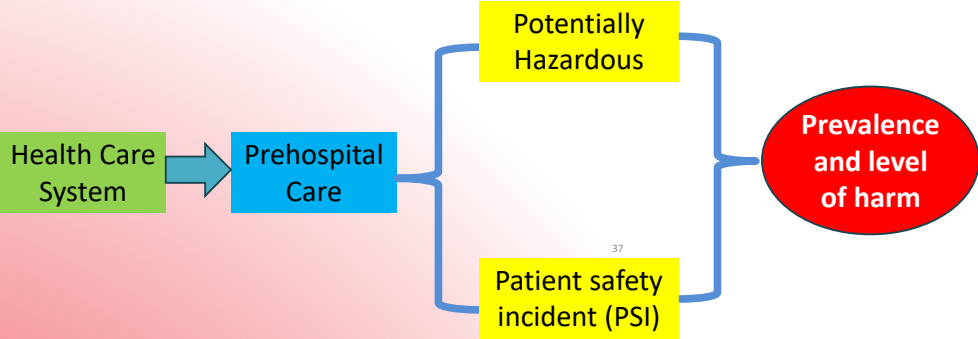 Potentially
Hazardous
Health Care
System
Prehospital
Care
Prevalence
and level
of harm
37
Patient safety
incident (PSI)